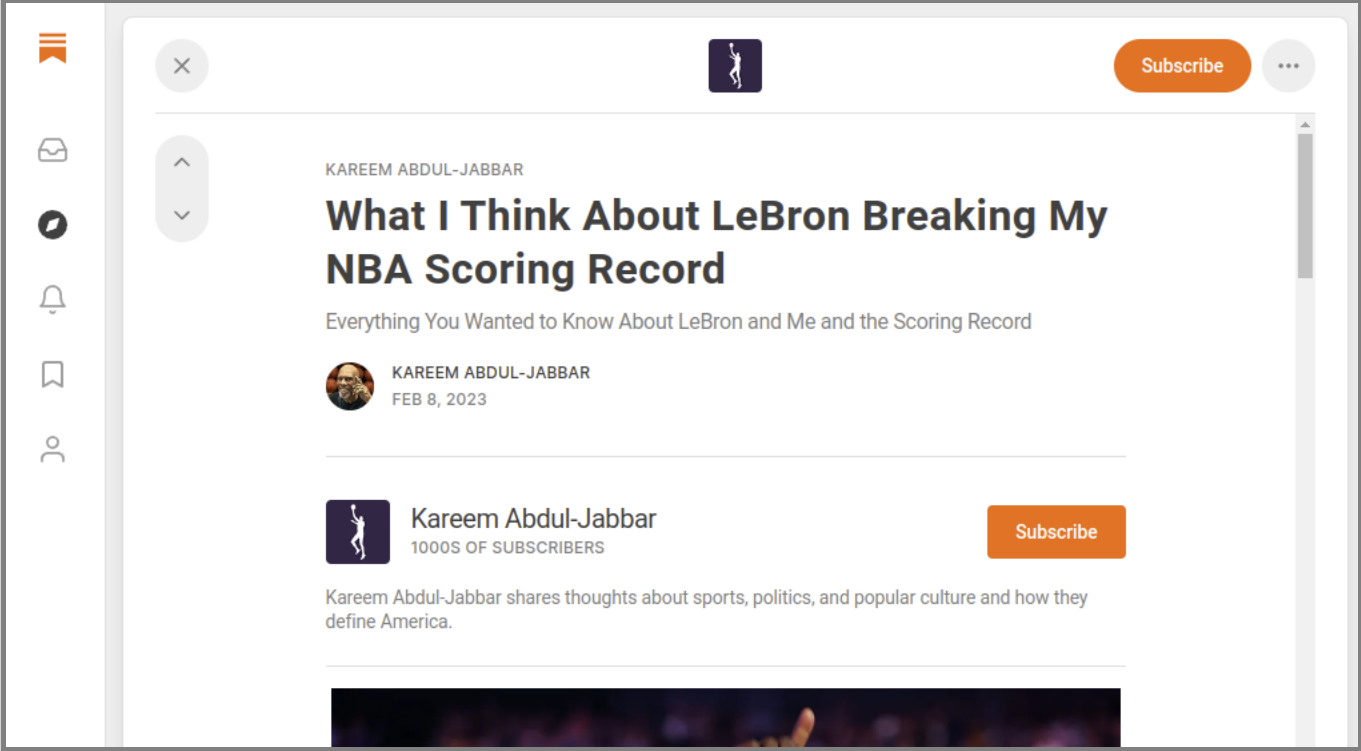 Subscribe
KAREEM ABDUL-JABBAR
What I Think About LeBron Breaking My
NBA Scoring Record
Everything You Wanted to Know About LeBron and Me and the Scoring Record
KAREEM ABDUL-JABBAR
FEB 8, 2023
Kareem Abdul-Jabbar
1000S OF SUBSCRIBERS
Subscribe
Kareem Abdul-Jabbar shares thoughts about sports, politics, and popular culture and how they
define America.